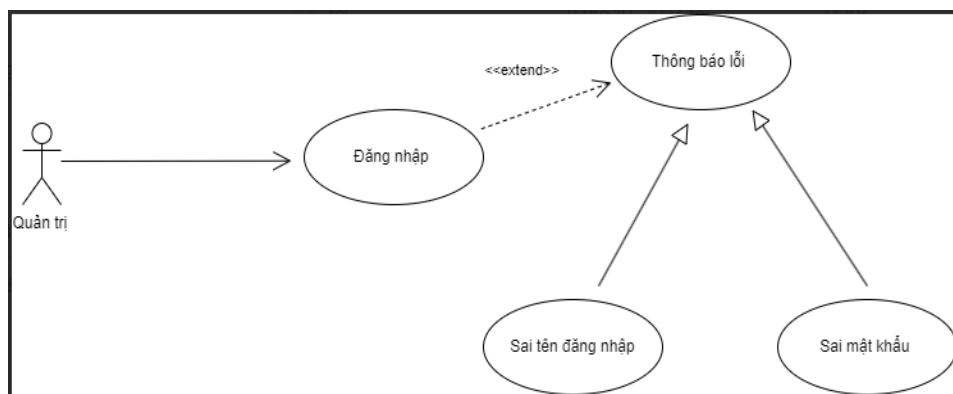 Thông báo lỗi
<<extend>>
Đăng nhập
Quản trị
Sai tên đăng nhập
Sai mật khẩu